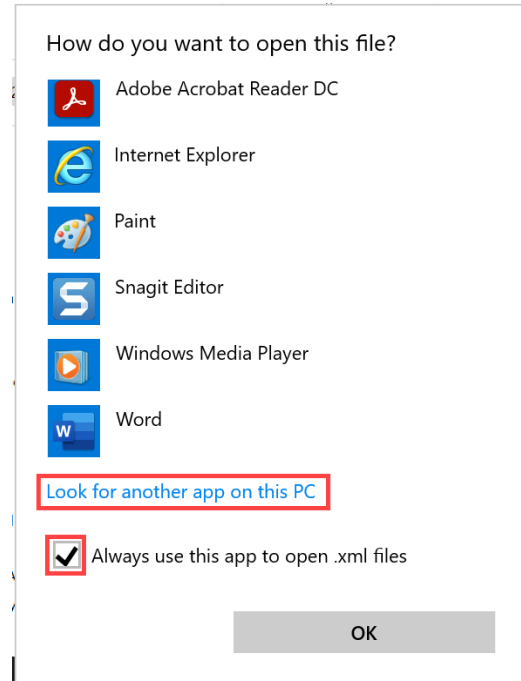 How do you want to open this file?
Adobe Acrobat Reader DC
Internet Explorer
Paint
Snagit Editor
Windows Media Player
W
Word
Look for another app on this PC
Always use this app to open .xml files
OK